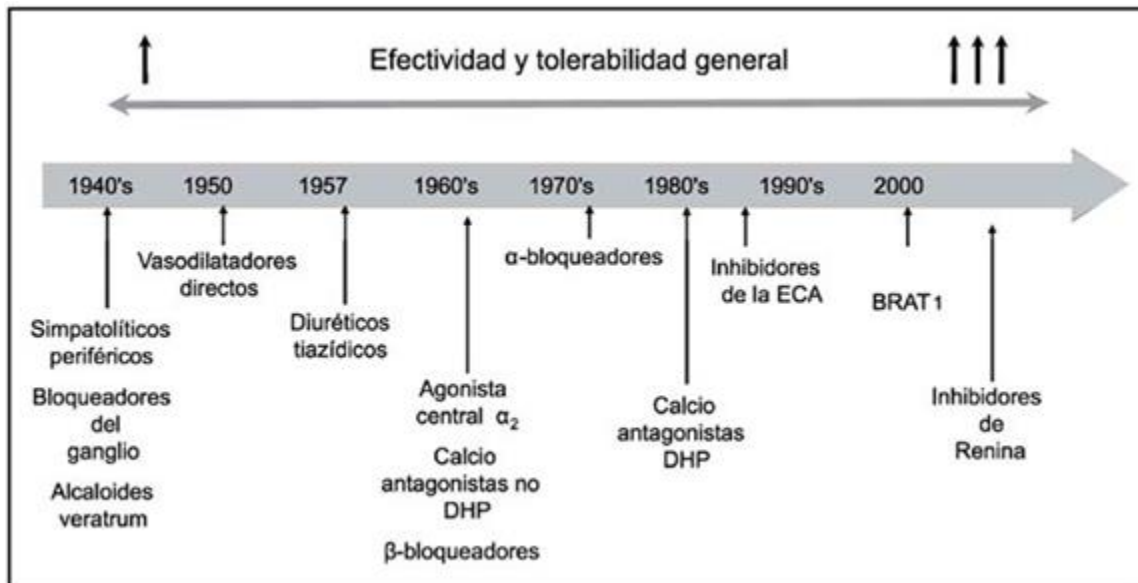 Efectividad y tolerabilidad general
1940's 1950 1957 1960's 1970's 1980's 1990's 2000
Simpatolíticos
periféricos
Bloqueadores
del
ganglio
Alcaloides
veratrum
Vasodilatadores
directos
Diuréticos
tiazídicos
Agonista
central α₂
Calcio
antagonistas no
DHP
β-bloqueadores
α-bloqueadores
Calcio
antagonistas
DHP
Inhibidores
de la ECA
BRAT1
Inhibidores
de
Renina